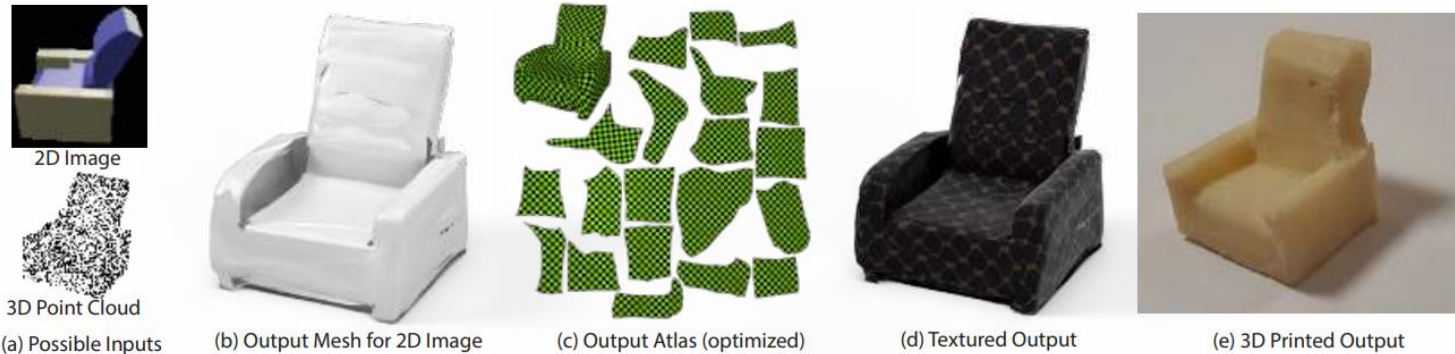 2D Image
3D Point Cloud
(a) Possible Inputs
(b) Output Mesh for 2D Image
(c) Output Atlas (optimized)
(d) Textured Output
(e) 3D Printed Output